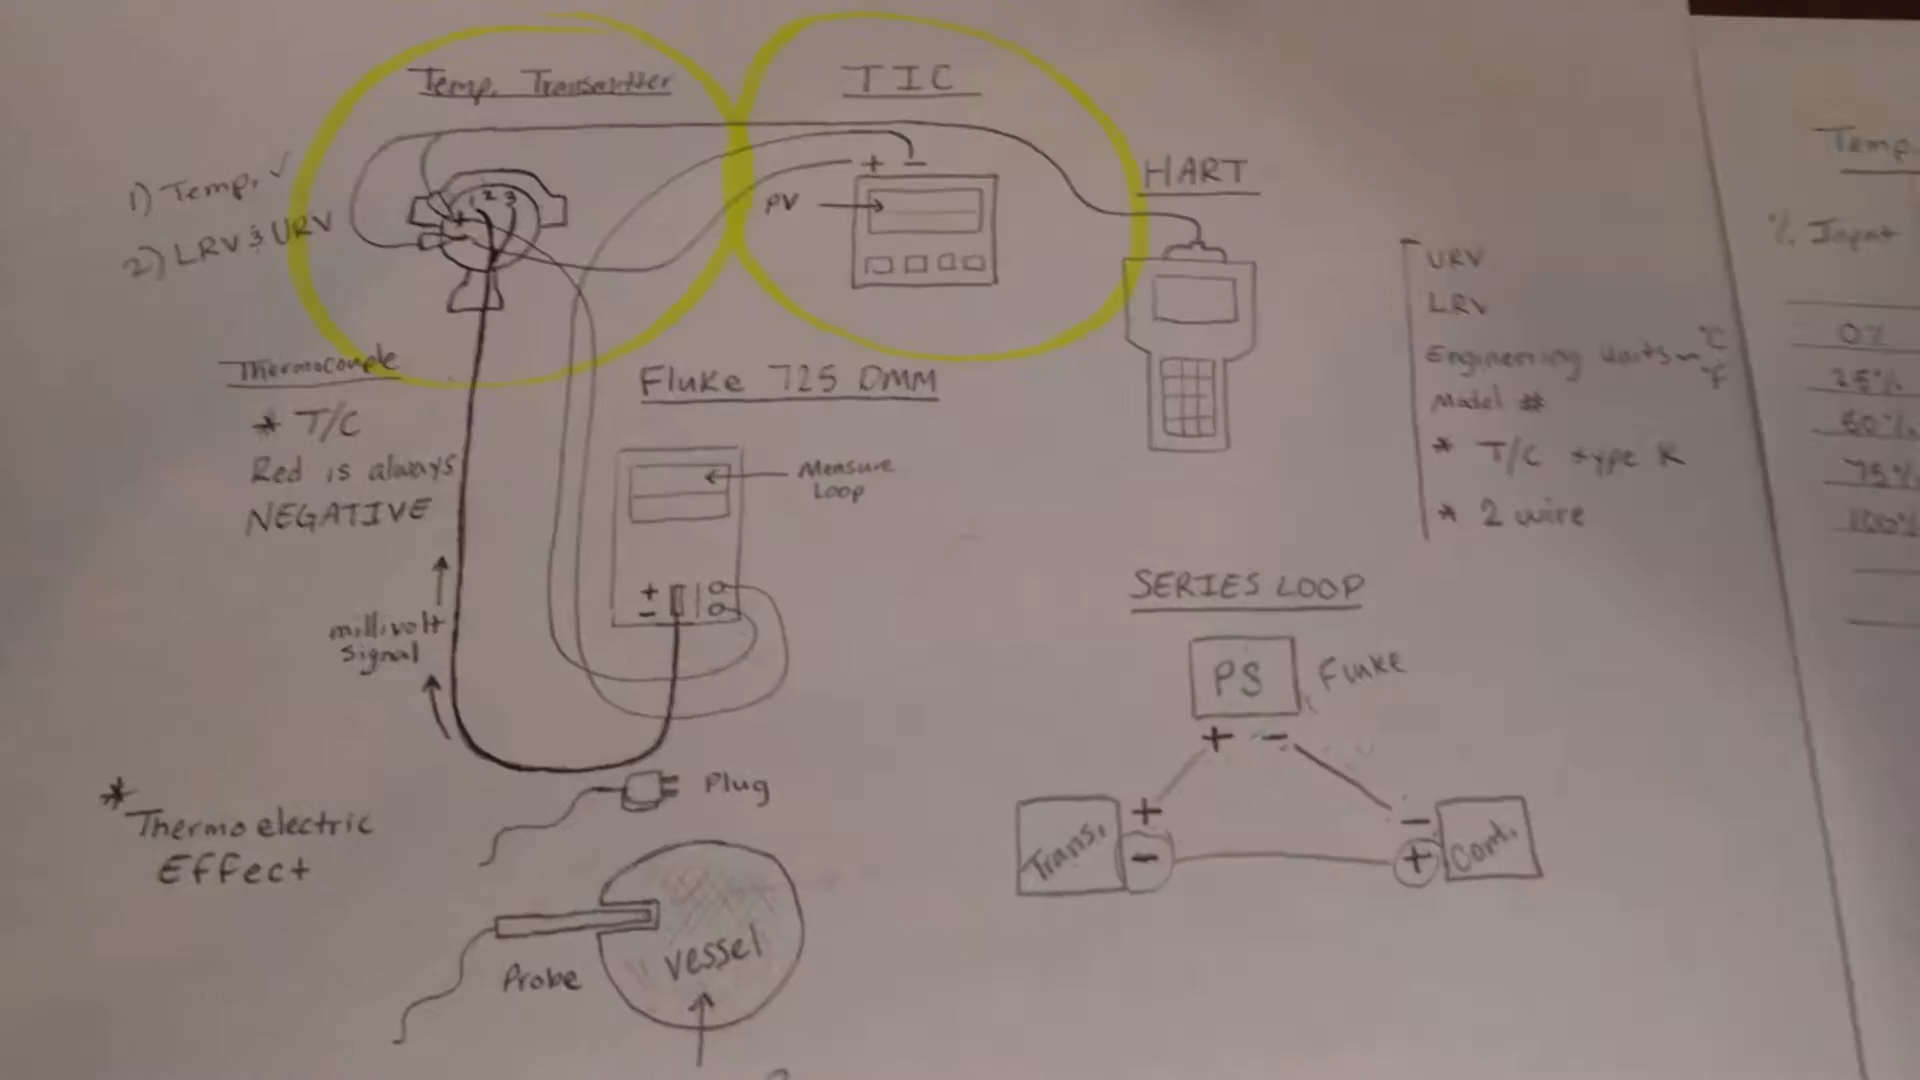 Temp. Transmitter
TIC
HART
1) Temp. ✓
2) LRV & URV
1 2 3
+
-
+ -
PV
Thermocouple
* T/C
Red is always
NEGATIVE
Fluke 725 DMM
Measure
Loop
+
-
millivolt
Signal
* Thermo electric
Effect
Plug
Probe
vessel
URV
LRV
Engineering Units ~ °C
°F
Model #
* T/C type K
* 2 wire
SERIES LOOP
PS Fluke
+ -
Trans.
+
-
-
+
Cont.
Temp.
% Input
0%
25%
50%
75%
100%